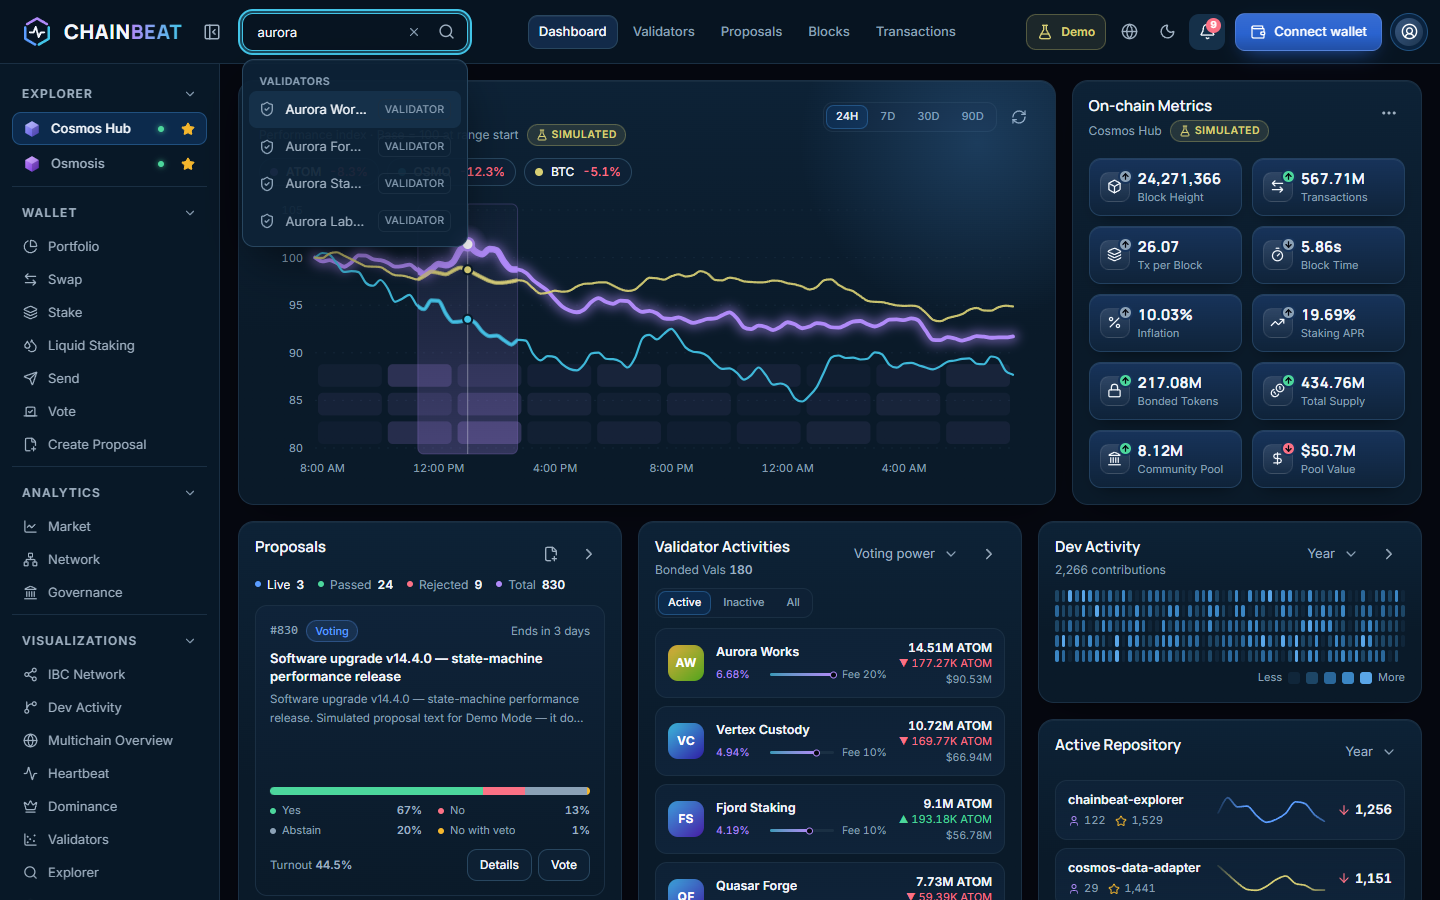 CHAINBEAT
aurora
Dashboard
Validators
Proposals
Blocks
Transactions
Demo
9
Connect wallet
EXPLORER
Cosmos Hub
Osmosis
WALLET
Portfolio
Swap
Stake
Liquid Staking
Send
Vote
Create Proposal
ANALYTICS
Market
Network
Governance
VISUALIZATIONS
IBC Network
Dev Activity
Multichain Overview
Heartbeat
Dominance
Validators
Explorer
VALIDATORS
Aurora Wor... VALIDATOR
Aurora For... VALIDATOR
Aurora Sta... VALIDATOR
Aurora Lab... VALIDATOR
nge start
SIMULATED
24H 7D 30D 90D
12.3%
BTC -5.1%
100
95
90
85
80
8:00 AM 12:00 PM 4:00 PM 8:00 PM 12:00 AM 4:00 AM
On-chain Metrics
Cosmos Hub SIMULATED
24,271,366
Block Height
567.71M
Transactions
26.07
Tx per Block
5.86s
Block Time
10.03%
Inflation
19.69%
Staking APR
217.08M
Bonded Tokens
434.76M
Total Supply
8.12M
Community Pool
$50.7M
Pool Value
Proposals
Live 3 Passed 24 Rejected 9 Total 830
#830 Voting Ends in 3 days
Software upgrade v14.4.0 — state-machine
performance release
Software upgrade v14.4.0 — state-machine performance
release. Simulated proposal text for Demo Mode — it do...
Yes 67% No 13%
Abstain 20% No with veto 1%
Turnout 44.5% Details Vote
Validator Activities
Bonded Vals 180
Voting power
Active Inactive All
AW
Aurora Works
6.68% Fee 20%
14.51M ATOM
177.27K ATOM
$90.53M
VC
Vertex Custody
4.94% Fee 10%
10.72M ATOM
169.77K ATOM
$66.94M
FS
Fjord Staking
4.19% Fee 10%
9.1M ATOM
193.18K ATOM
$56.78M
QF
Quasar Forge
7.73M ATOM
59.39K ATOM
Dev Activity
2,266 contributions
Year
Less More
Active Repository
Year
chainbeat-explorer
122 1,529
1,256
cosmos-data-adapter
29 1,441
1,151